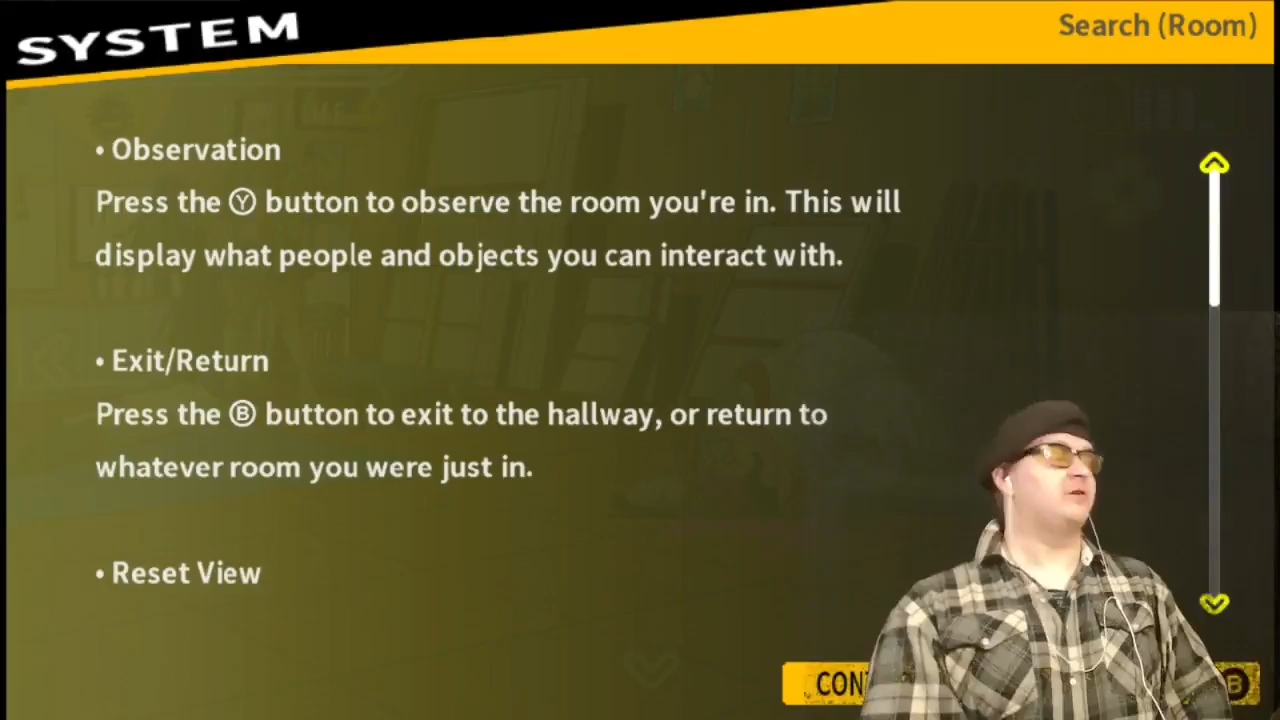 SYSTEM
Search (Room)
• Observation
Press the Ⓨ button to observe the room you're in. This will
display what people and objects you can interact with.
• Exit/Return
Press the Ⓑ button to exit to the hallway, or return to
whatever room you were just in.
• Reset View
B